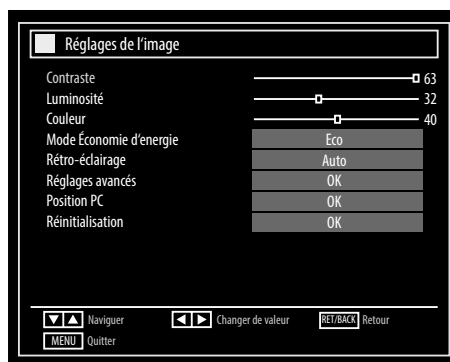 Réglages de l'image
Contraste 63
Luminosité 32
Couleur 40
Mode Économie d'energie Eco
Rétro-éclairage Auto
Réglages avancés OK
Position PC OK
Réinitialisation OK
Naviguer Changer de valeur RET/BACK Retour
MENU Quitter